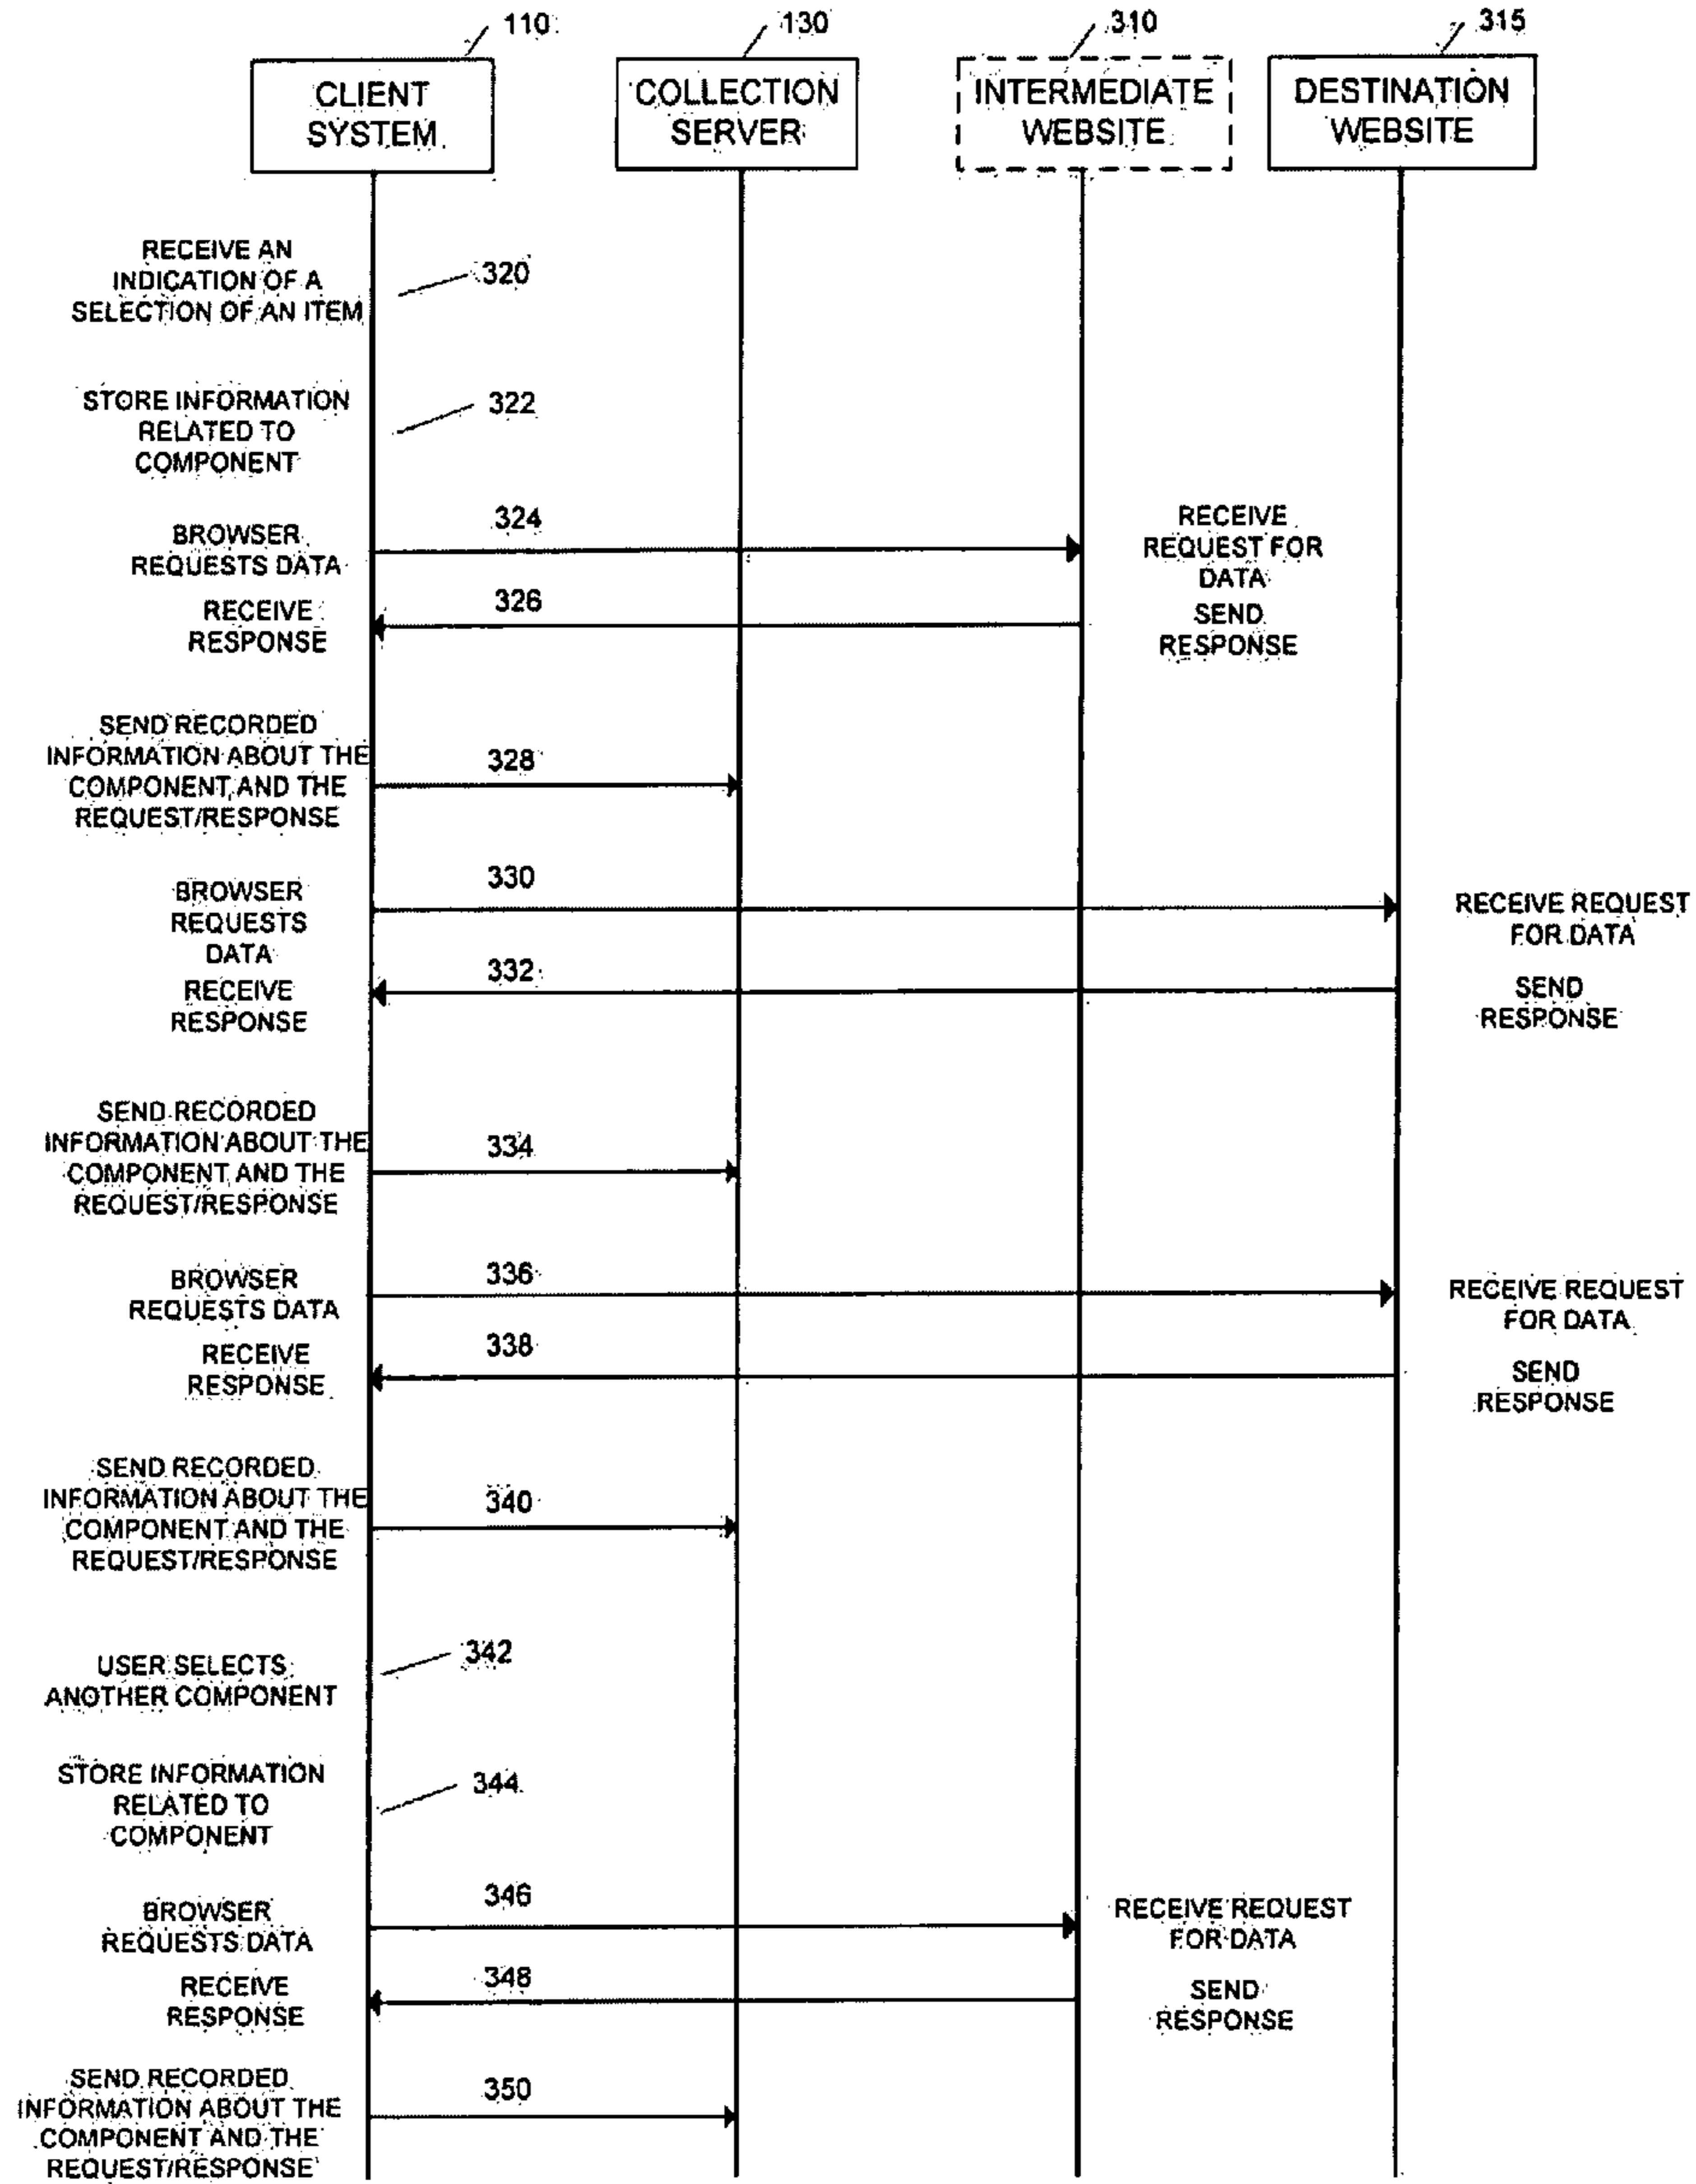 110
130
310
315
CLIENT
SYSTEM
COLLECTION
SERVER
INTERMEDIATE
WEBSITE
DESTINATION
WEBSITE
RECEIVE AN
INDICATION OF A
SELECTION OF AN ITEM
320
STORE INFORMATION
RELATED TO
COMPONENT
322
BROWSER
REQUESTS DATA
324
RECEIVE
REQUEST FOR
DATA
RECEIVE
RESPONSE
326
SEND
RESPONSE
SEND RECORDED
INFORMATION ABOUT THE
COMPONENT AND THE
REQUEST/RESPONSE
328
BROWSER
REQUESTS
DATA
330
RECEIVE REQUEST
FOR DATA
RECEIVE
RESPONSE
332
SEND
RESPONSE
SEND RECORDED
INFORMATION ABOUT THE
COMPONENT AND THE
REQUEST/RESPONSE
334
BROWSER
REQUESTS DATA
336
RECEIVE REQUEST
FOR DATA
RECEIVE
RESPONSE
338
SEND
RESPONSE
SEND RECORDED
INFORMATION ABOUT THE
COMPONENT AND THE
REQUEST/RESPONSE
340
USER SELECTS
ANOTHER COMPONENT
342
STORE INFORMATION
RELATED TO
COMPONENT
344
BROWSER
REQUESTS DATA
346
RECEIVE REQUEST
FOR DATA
RECEIVE
RESPONSE
348
SEND
RESPONSE
SEND RECORDED
INFORMATION ABOUT THE
COMPONENT AND THE
REQUEST/RESPONSE
350